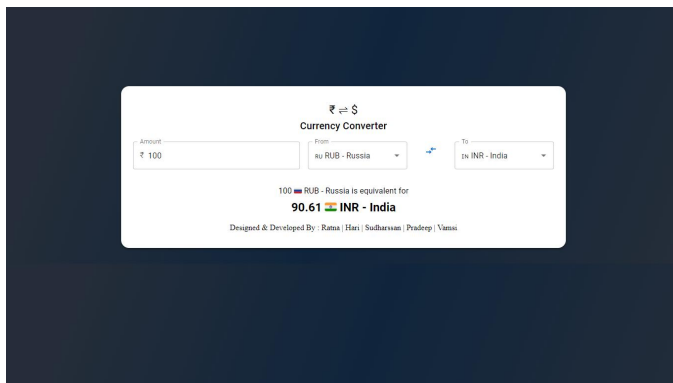 ₹ ⇌ $
Currency Converter
Amount From To
₹ 100 RU RUB - Russia IN INR - India
100 🇷🇺 RUB - Russia is equivalent for
90.61 🇮🇳 INR - India
Designed & Developed By : Ratna | Hari | Sudharssan | Pradeep | Vamsi